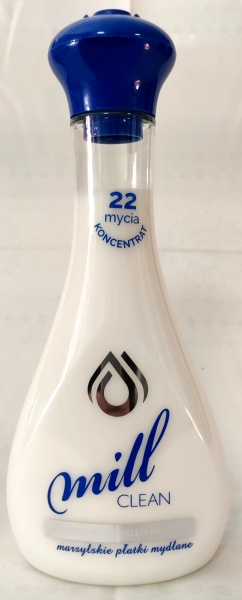 22
mycia
KONCENTRAT
mill
CLEAN
marsylskie płatki mydlane